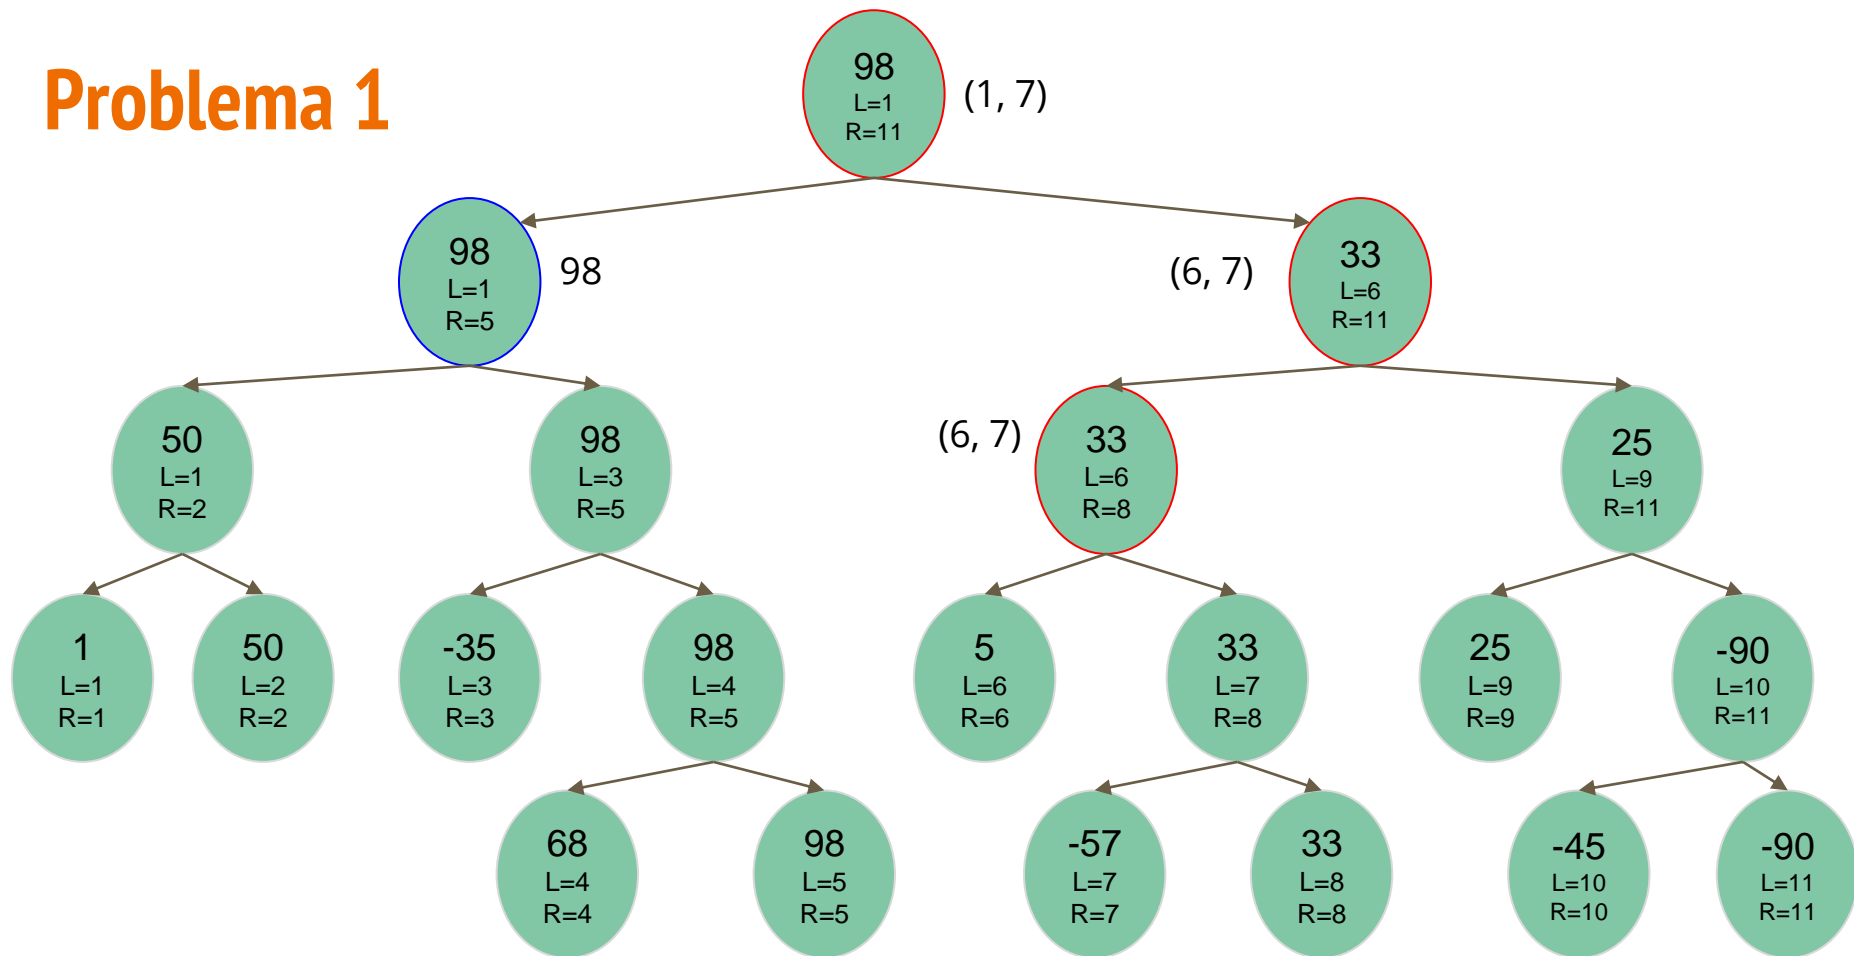 Problema 1
98
L=1
R=11
(1, 7)
98
L=1
R=5
98
(6, 7)
33
L=6
R=11
50
L=1
R=2
98
L=3
R=5
(6, 7)
33
L=6
R=8
25
L=9
R=11
1
L=1
R=1
50
L=2
R=2
-35
L=3
R=3
98
L=4
R=5
5
L=6
R=6
33
L=7
R=8
25
L=9
R=9
-90
L=10
R=11
68
L=4
R=4
98
L=5
R=5
-57
L=7
R=7
33
L=8
R=8
-45
L=10
R=10
-90
L=11
R=11